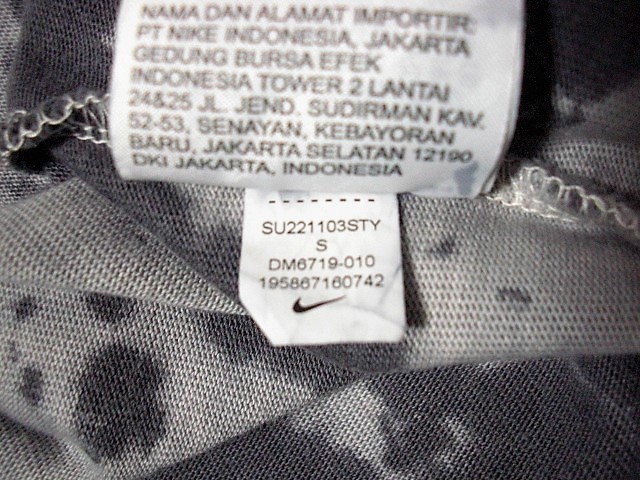 NAMA DAN ALAMAT IMPORTIR:
PT NIKE INDONESIA, JAKARTA
GEDUNG BURSA EFEK
INDONESIA TOWER 2 LANTAI
24&25 JL. JEND. SUDIRMAN KAV.
52-53, SENAYAN, KEBAYORAN
BARU, JAKARTA SELATAN 12190
DKI JAKARTA, INDONESIA
SU221103STY
S
DM6719-010
195867160742